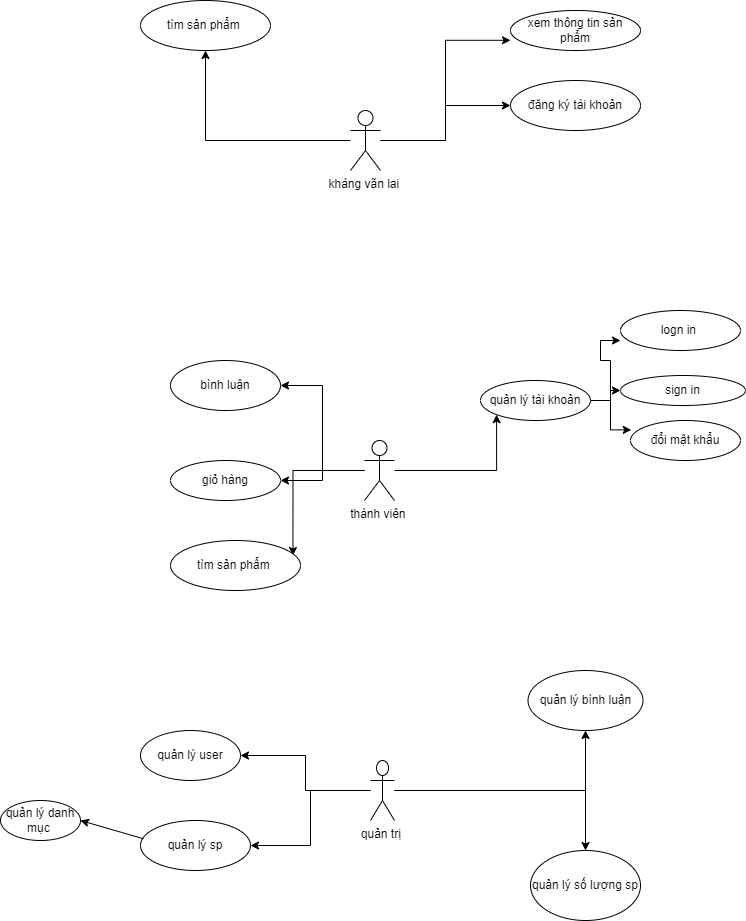 tìm sản phẩm
xem thông tin sản
phẩm
đăng ký tài khoản
kháng vãn lai
logn in
bình luận
quản lý tài khoản
sign in
đổi mật khẩu
giỏ hàng
thành viên
tìm sản phẩm
quản lý bình luận
quản lý user
quản lý danh
mục
quản trị
quản lý sp
quản lý số lượng sp